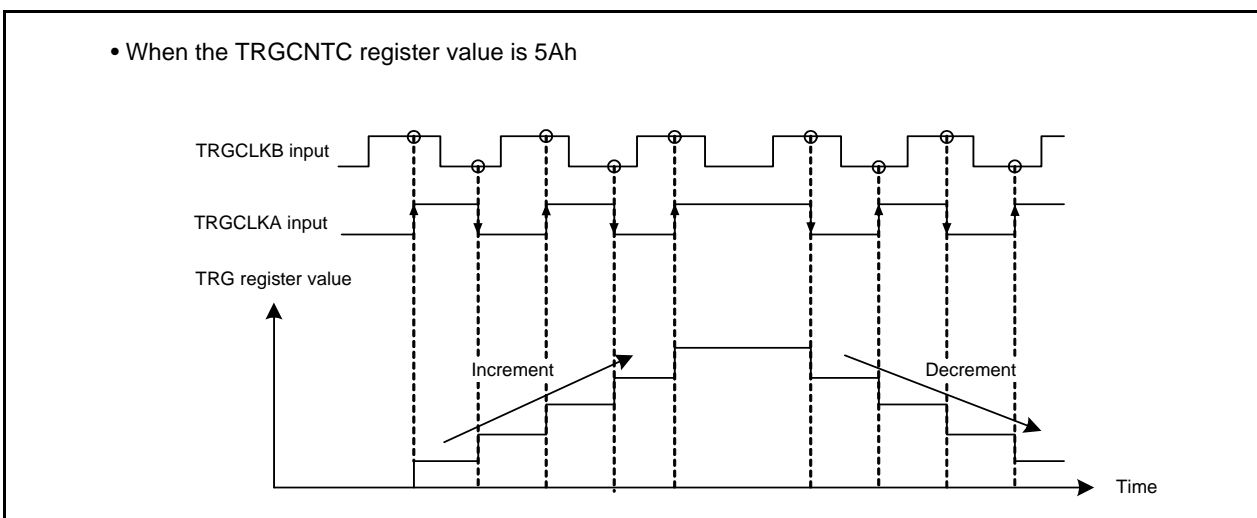 • When the TRGCNTC register value is 5Ah
TRGCLKB input
TRGCLKA input
TRG register value
Increment
Decrement
Time